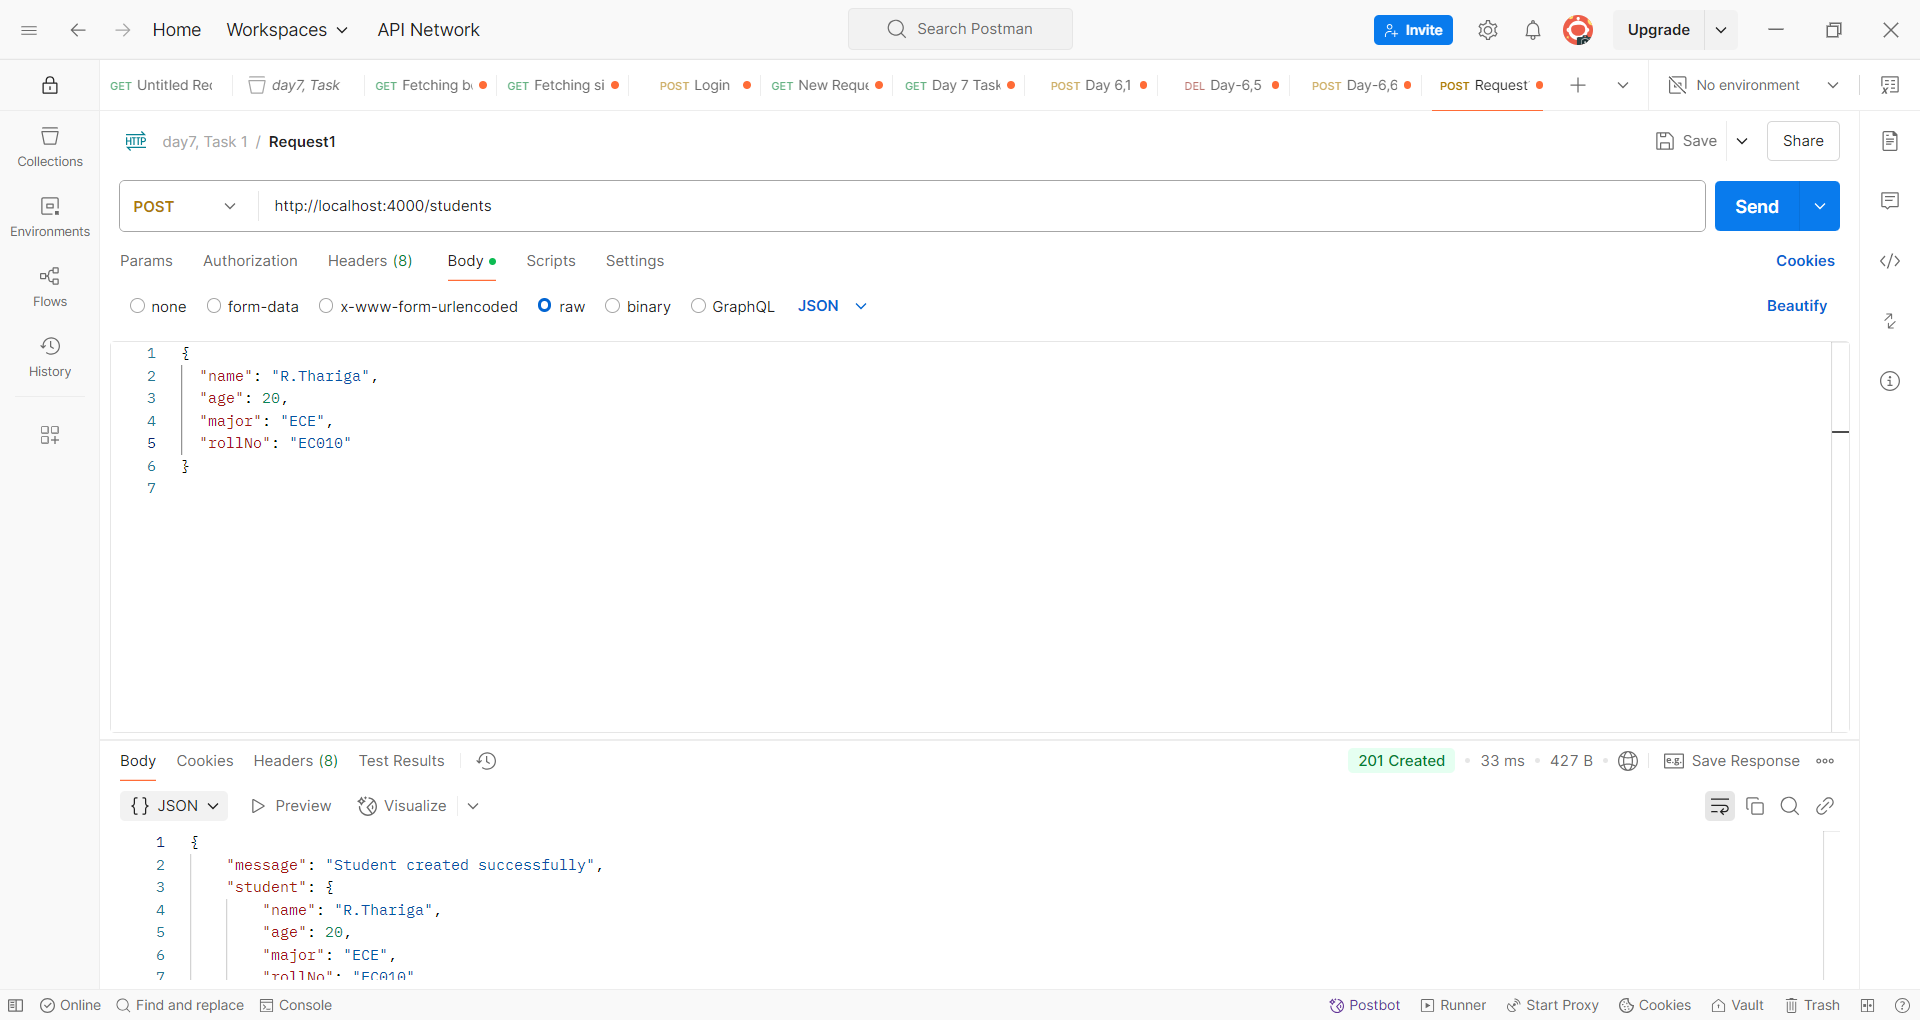 Home Workspaces API Network Search Postman Invite Upgrade
GET Untitled Rec day7, Task GET Fetching b GET Fetching si POST Login GET New Reque GET Day 7 Task POST Day 6,1 DEL Day-6,5 POST Day-6,6 POST Request No environment
HTTP day7, Task 1 / Request1 Save Share
Collections
Environments
Flows
History
POST http://localhost:4000/students Send
Params Authorization Headers (8) Body Scripts Settings Cookies
none form-data x-www-form-urlencoded raw binary GraphQL JSON Beautify
1 {
2 "name": "R.Thariga",
3 "age": 20,
4 "major": "ECE",
5 "rollNo": "EC010"
6 }
7
Body Cookies Headers (8) Test Results 201 Created 33 ms 427 B e.g. Save Response
{} JSON Preview Visualize
1 {
2 "message": "Student created successfully",
3 "student": {
4 "name": "R.Thariga",
5 "age": 20,
6 "major": "ECE",
7 "rollNo": "EC010"
Online Find and replace Console Postbot Runner Start Proxy Cookies Vault Trash